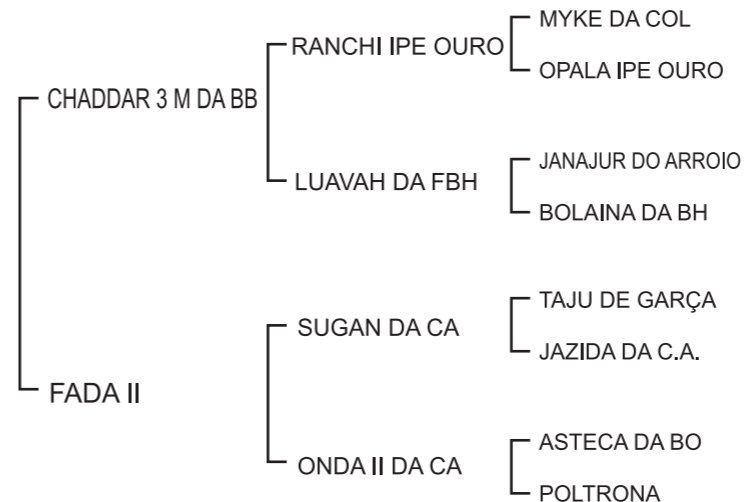 MYKE DA COL
RANCHI IPE OURO
OPALA IPE OURO
CHADDAR 3 M DA BB
JANAJUR DO ARROIO
LUAVAH DA FBH
BOLAINA DA BH
TAJU DE GARÇA
SUGAN DA CA
JAZIDA DA C.A.
FADA II
ASTECA DA BO
ONDA II DA CA
POLTRONA